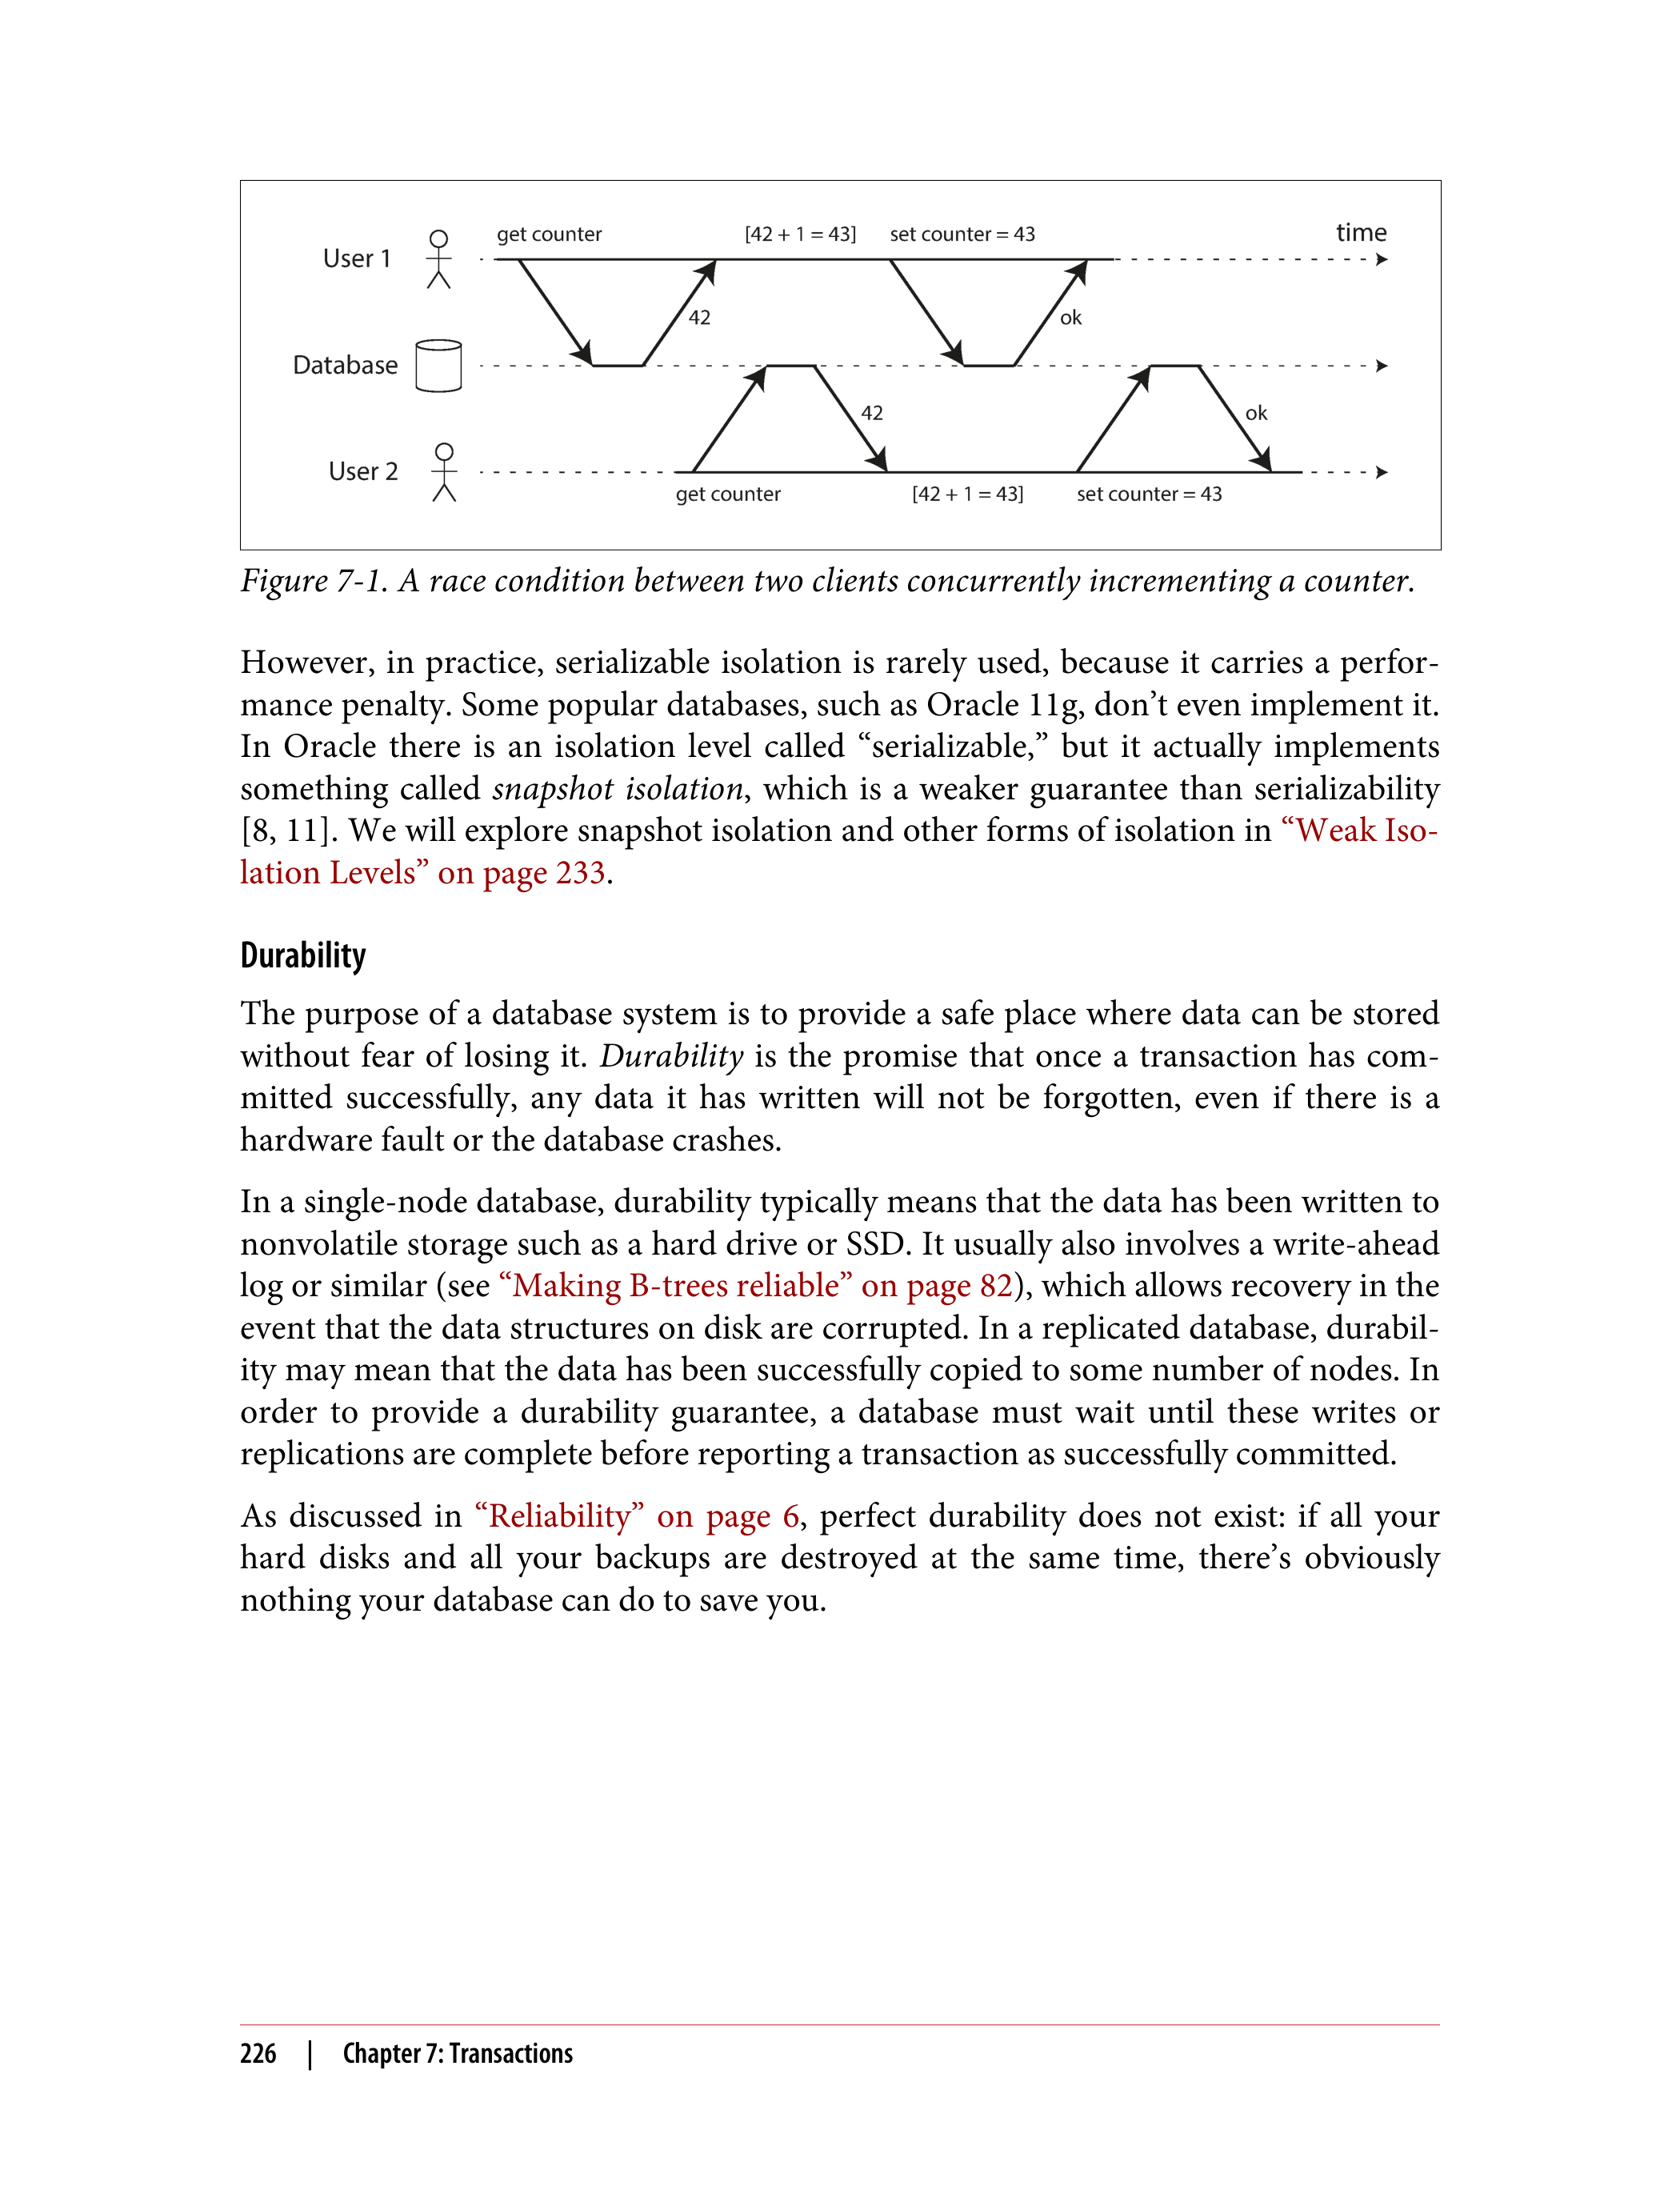 get counter [42 + 1 = 43] set counter = 43 time
User 1
42 ok
Database
42 ok
User 2
get counter [42 + 1 = 43] set counter = 43
Figure 7-1. A race condition between two clients concurrently incrementing a counter.
However, in practice, serializable isolation is rarely used, because it carries a perfor-
mance penalty. Some popular databases, such as Oracle 11g, don’t even implement it.
In Oracle there is an isolation level called “serializable,” but it actually implements
something called snapshot isolation, which is a weaker guarantee than serializability
[8, 11]. We will explore snapshot isolation and other forms of isolation in “Weak Iso-
lation Levels” on page 233.
Durability
The purpose of a database system is to provide a safe place where data can be stored
without fear of losing it. Durability is the promise that once a transaction has com-
mitted successfully, any data it has written will not be forgotten, even if there is a
hardware fault or the database crashes.
In a single-node database, durability typically means that the data has been written to
nonvolatile storage such as a hard drive or SSD. It usually also involves a write-ahead
log or similar (see “Making B-trees reliable” on page 82), which allows recovery in the
event that the data structures on disk are corrupted. In a replicated database, durabil-
ity may mean that the data has been successfully copied to some number of nodes. In
order to provide a durability guarantee, a database must wait until these writes or
replications are complete before reporting a transaction as successfully committed.
As discussed in “Reliability” on page 6, perfect durability does not exist: if all your
hard disks and all your backups are destroyed at the same time, there’s obviously
nothing your database can do to save you.
226 | Chapter 7: Transactions